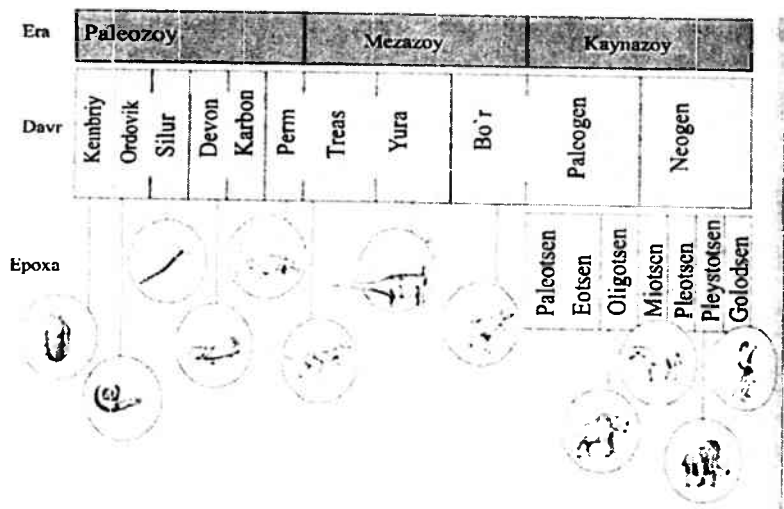 Era Paleozoy Mezazoy Kaynazoy
Davr Kembriy Ordovik Silur Devon Karbon Perm Treas Yura Bo`r Paleogen Neogen
Epoxa Paleotsen Eotsen Oligotsen Miotsen Pleotsen Pleystotsen Golodsen